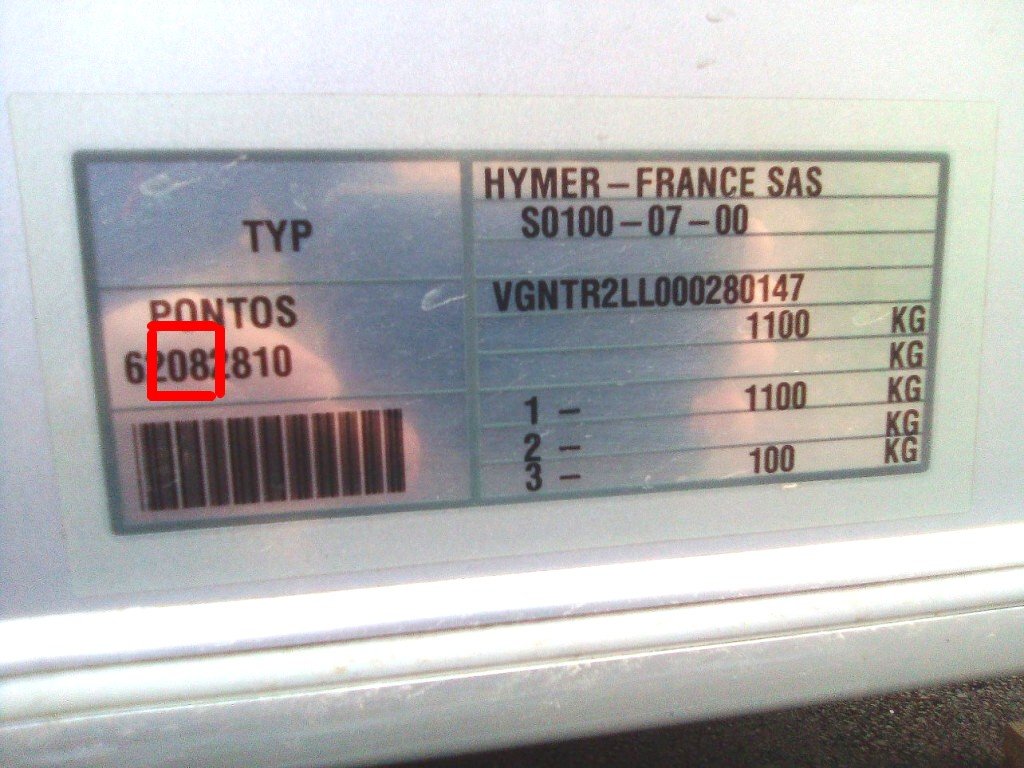 TYP
PONTOS
62082810
HYMER-FRANCE SAS
S0100-07-00
VGNTR2LL000280147
1100 KG
KG
1 - 1100 KG
2 - KG
3 - 100 KG